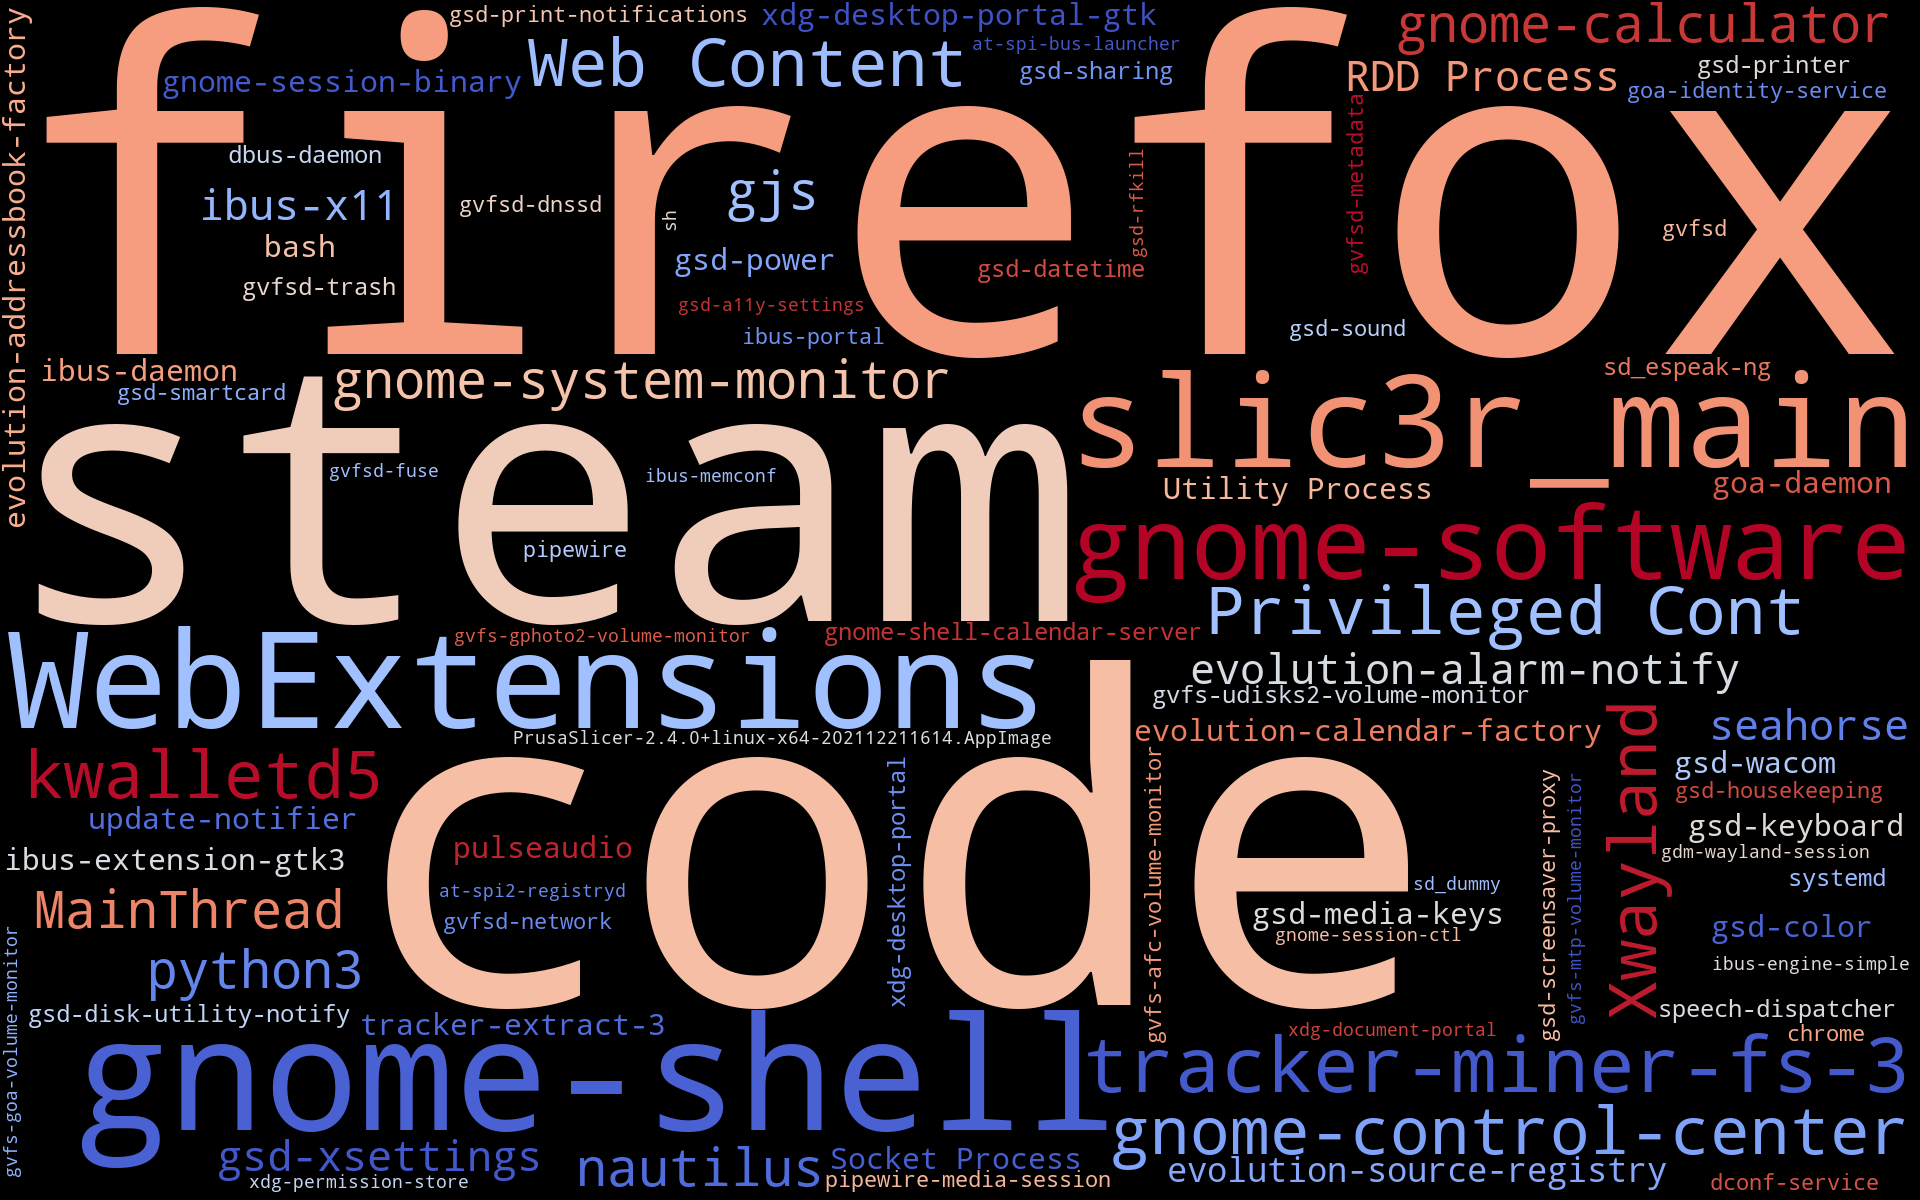 gsd-print-notifications
xdg-desktop-portal-gtk
gnome-calculator
evolution-addressbook-factory
firefox
Web Content
at-spi-bus-launcher
gsd-sharing
RDD Process
gsd-printer
gnome-session-binary
goa-identity-service
dbus-daemon
ibus-x11
gvfsd-dnssd
sh
gjs
gsd-rfkill
gvfsd-metadata
gvfsd
bash
gsd-power
gsd-datetime
gvfsd-trash
gsd-a11y-settings
ibus-portal
gsd-sound
ibus-daemon
gsd-smartcard
gnome-system-monitor
sd_espeak-ng
steam
slic3r_main
gvfsd-fuse
ibus-memconf
Utility Process
goa-daemon
pipewire
gnome-software
Privileged Cont
gvfs-gphoto2-volume-monitor
gnome-shell-calendar-server
WebExtensions
evolution-alarm-notify
gvfs-udisks2-volume-monitor
PrusaSlicer-2.4.0+linux-x64-202112211614.AppImage
evolution-calendar-factory
Xwayland
seahorse
kwalletd5
code
gsd-wacom
gsd-housekeeping
update-notifier
pulseaudio
xdg-desktop-portal
gvfs-afc-volume-monitor
gsd-screensaver-proxy
gvfs-mtp-volume-monitor
gsd-keyboard
gdm-wayland-session
ibus-extension-gtk3
at-spi2-registryd
sd_dummy
systemd
MainThread
gvfsd-network
gsd-media-keys
gnome-session-ctl
gsd-color
gvfs-goa-volume-monitor
python3
ibus-engine-simple
gsd-disk-utility-notify
tracker-extract-3
speech-dispatcher
xdg-document-portal
chrome
gnome-shell
tracker-miner-fs-3
gnome-control-center
gsd-xsettings
nautilus
Socket Process
evolution-source-registry
xdg-permission-store
pipewire-media-session
dconf-service